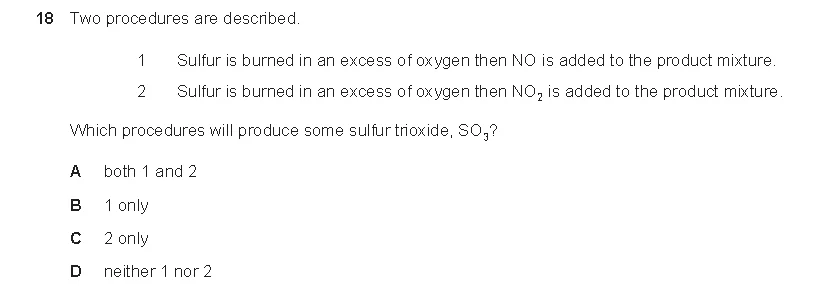 18 Two procedures are described.
1 Sulfur is burned in an excess of oxygen then NO is added to the product mixture.
2 Sulfur is burned in an excess of oxygen then NO₂ is added to the product mixture.
Which procedures will produce some sulfur trioxide, SO₃?
A both 1 and 2
B 1 only
C 2 only
D neither 1 nor 2